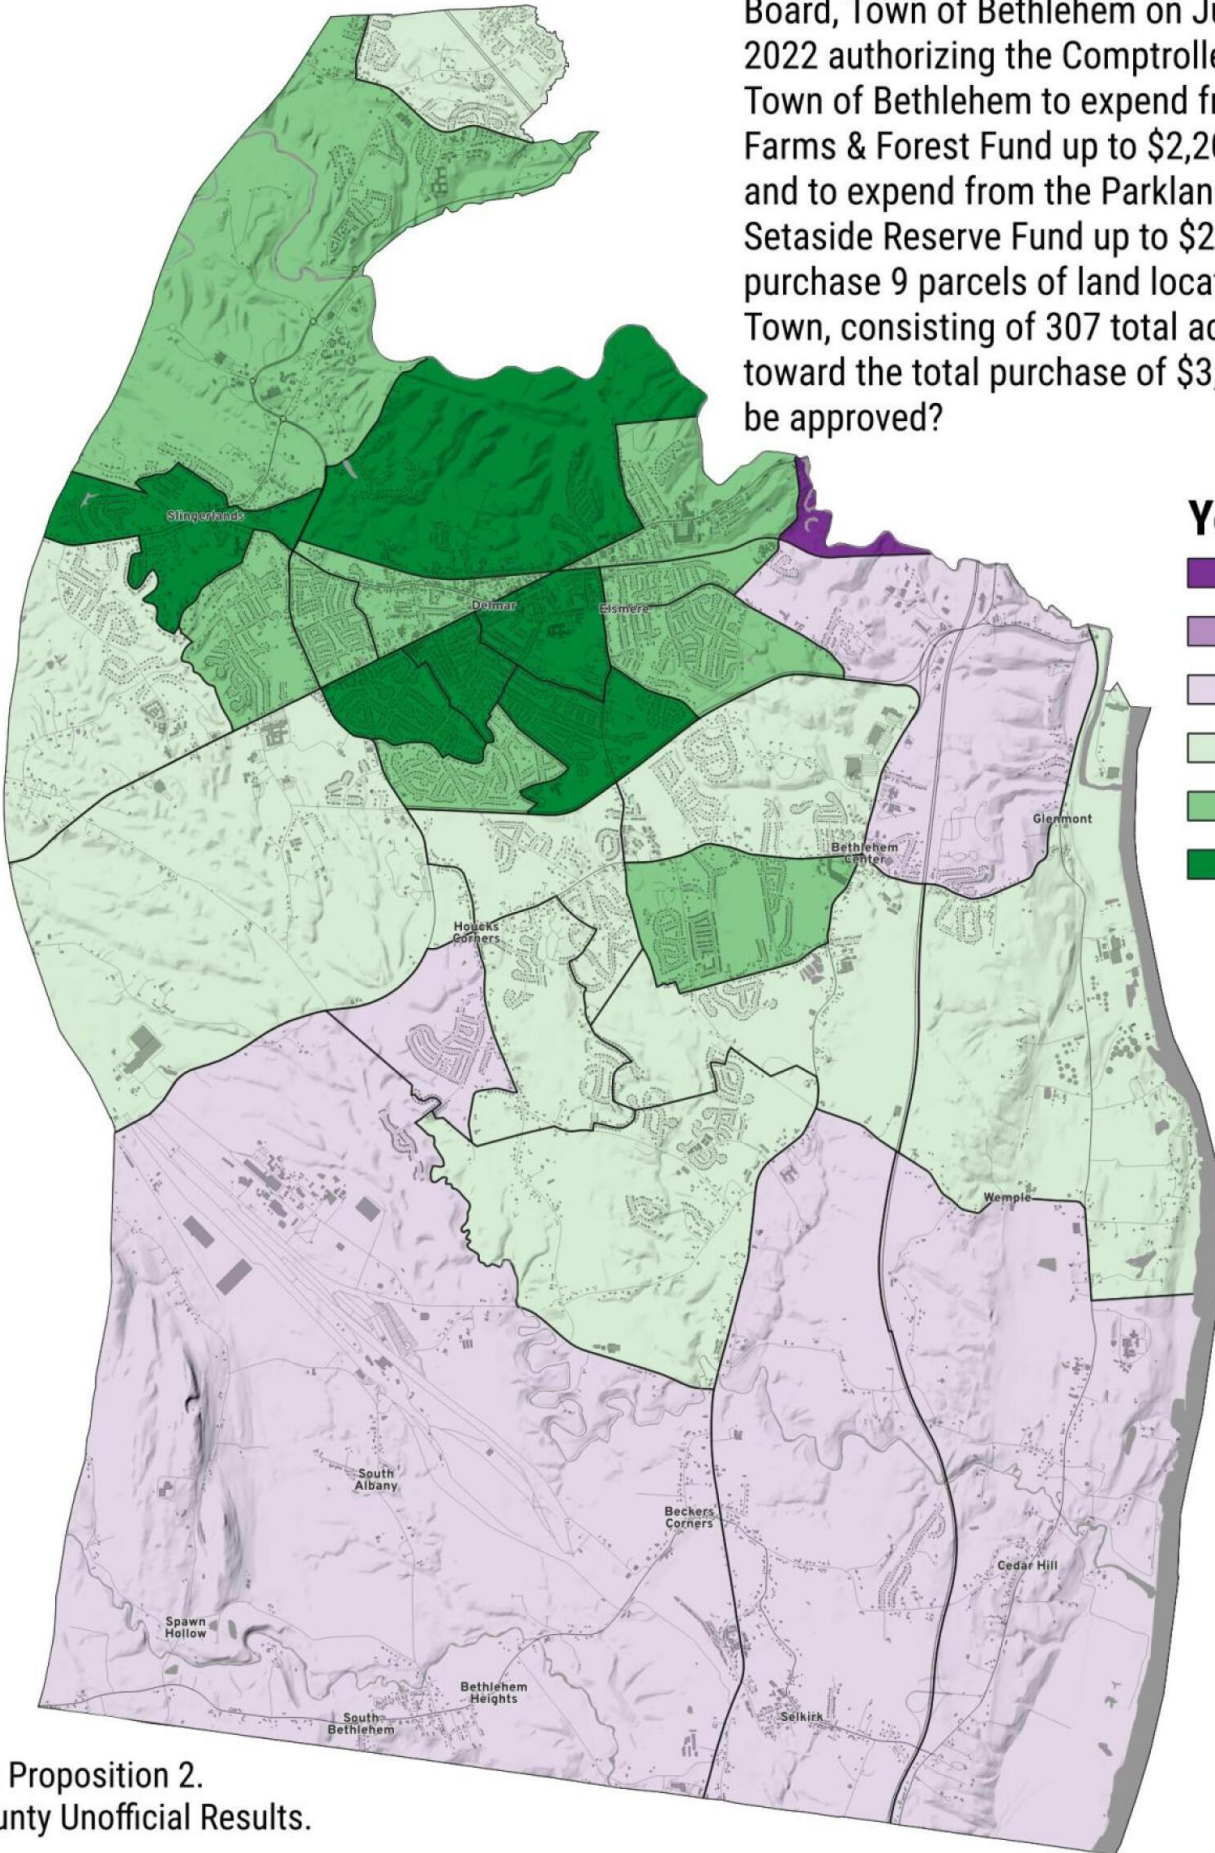 Board, Town of Bethlehem on Ju
2022 authorizing the Comptrolle
Town of Bethlehem to expend fr
Farms & Forest Fund up to $2,20
and to expend from the Parklan
Setaside Reserve Fund up to $2
purchase 9 parcels of land locat
Town, consisting of 307 total ac
toward the total purchase of $3,
be approved?
Y
Slingerlands
Delmar
Elsmere
Glenmont
Bethlehem
Center
Houcks
Corners
Wemple
South
Albany
Beckers
Corners
Cedar Hill
Spawn
Hollow
Bethlehem
Heights
South
Bethlehem
Selkirk
Proposition 2.
unty Unofficial Results.